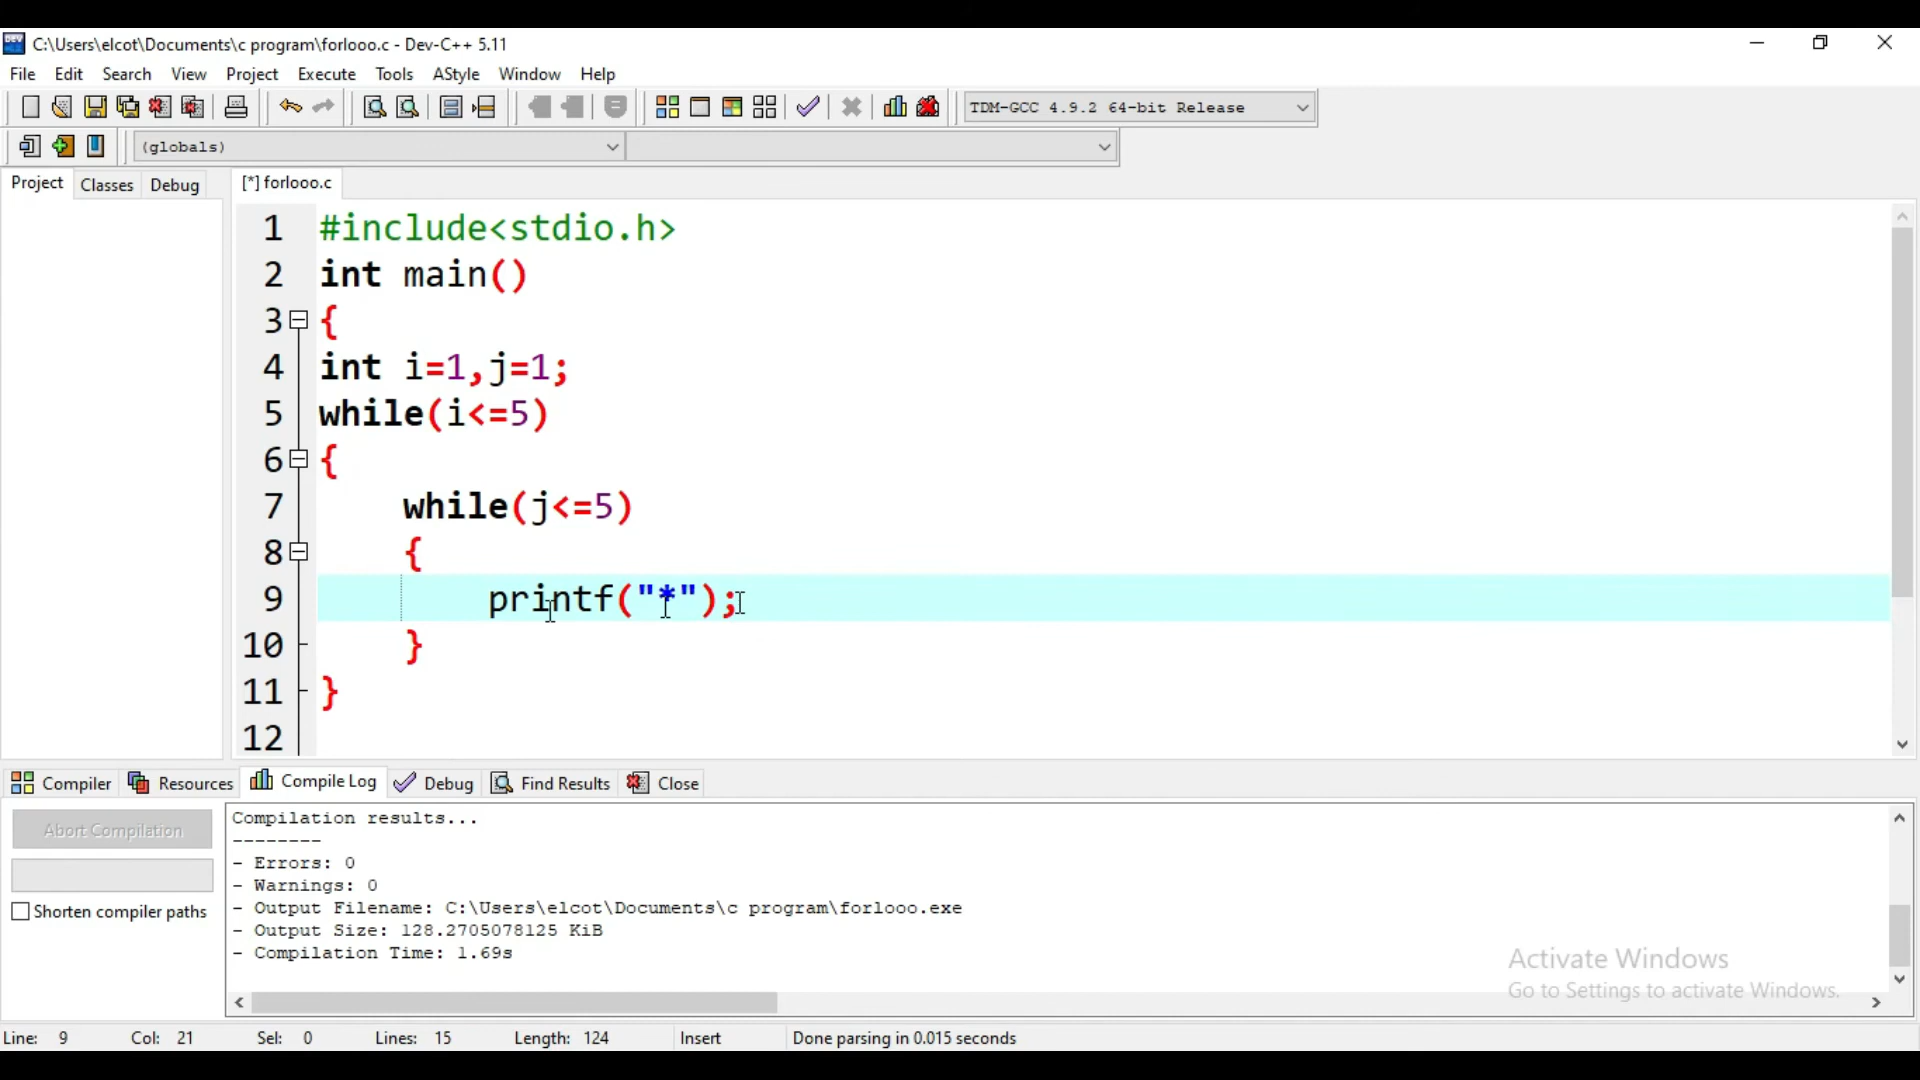 C:\Users\elcot\Documents\c program\forlooo.c - Dev-C++ 5.11
File Edit Search View Project Execute Tools AStyle Window Help
TDM-GCC 4.9.2 64-bit Release
(globals)
Project Classes Debug
[*] forlooo.c
1 #include<stdio.h>
2 int main()
3 {
4 int i=1,j=1;
5 while(i<=5)
6 {
7 while(j<=5)
8 {
9 printf("*");
10 }
11 }
12
Compiler Resources Compile Log Debug Find Results Close
Abort Compilation
Shorten compiler paths
Compilation results...
--------
- Errors: 0
- Warnings: 0
- Output Filename: C:\Users\elcot\Documents\c program\forlooo.exe
- Output Size: 128.2705078125 KiB
- Compilation Time: 1.69s
Activate Windows
Go to Settings to activate Windows.
Line: 9 Col: 21 Sel: 0 Lines: 15 Length: 124 Insert Done parsing in 0.015 seconds